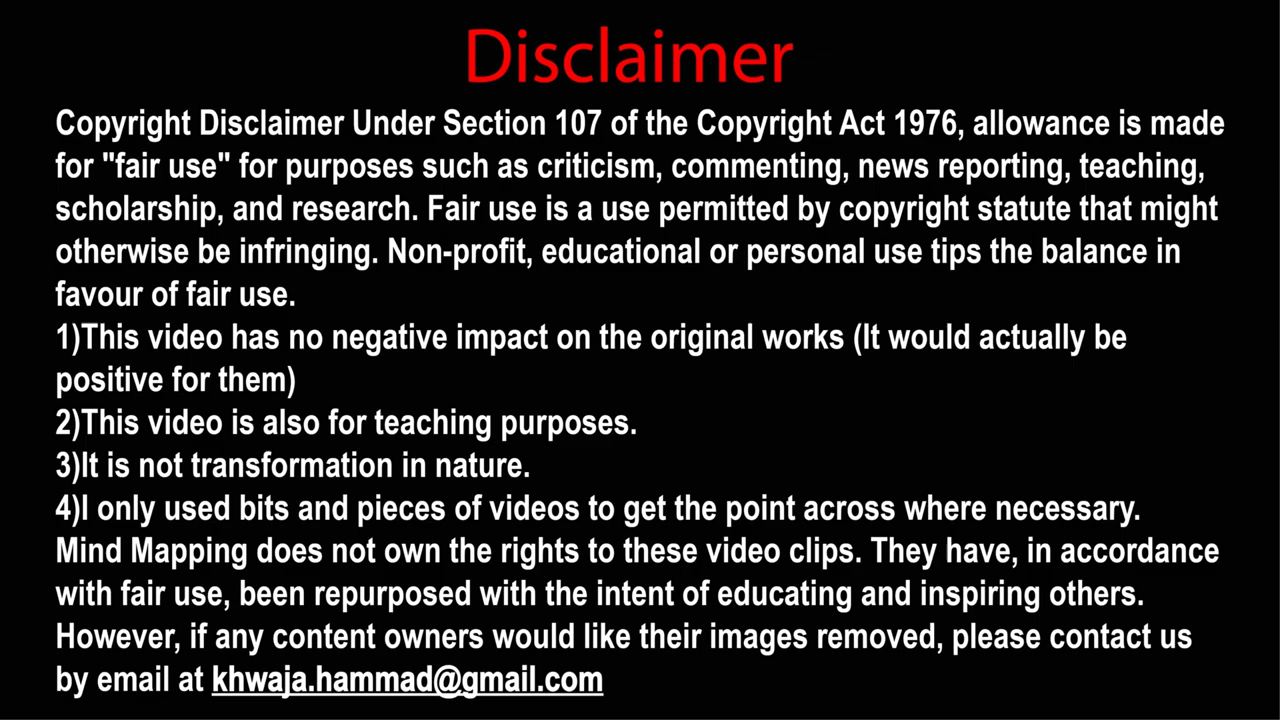 Disclaimer
Copyright Disclaimer Under Section 107 of the Copyright Act 1976, allowance is made
for "fair use" for purposes such as criticism, commenting, news reporting, teaching,
scholarship, and research. Fair use is a use permitted by copyright statute that might
otherwise be infringing. Non-profit, educational or personal use tips the balance in
favour of fair use.
1)This video has no negative impact on the original works (It would actually be
positive for them)
2)This video is also for teaching purposes.
3)It is not transformation in nature.
4)I only used bits and pieces of videos to get the point across where necessary.
Mind Mapping does not own the rights to these video clips. They have, in accordance
with fair use, been repurposed with the intent of educating and inspiring others.
However, if any content owners would like their images removed, please contact us
by email at khwaja.hammad@gmail.com